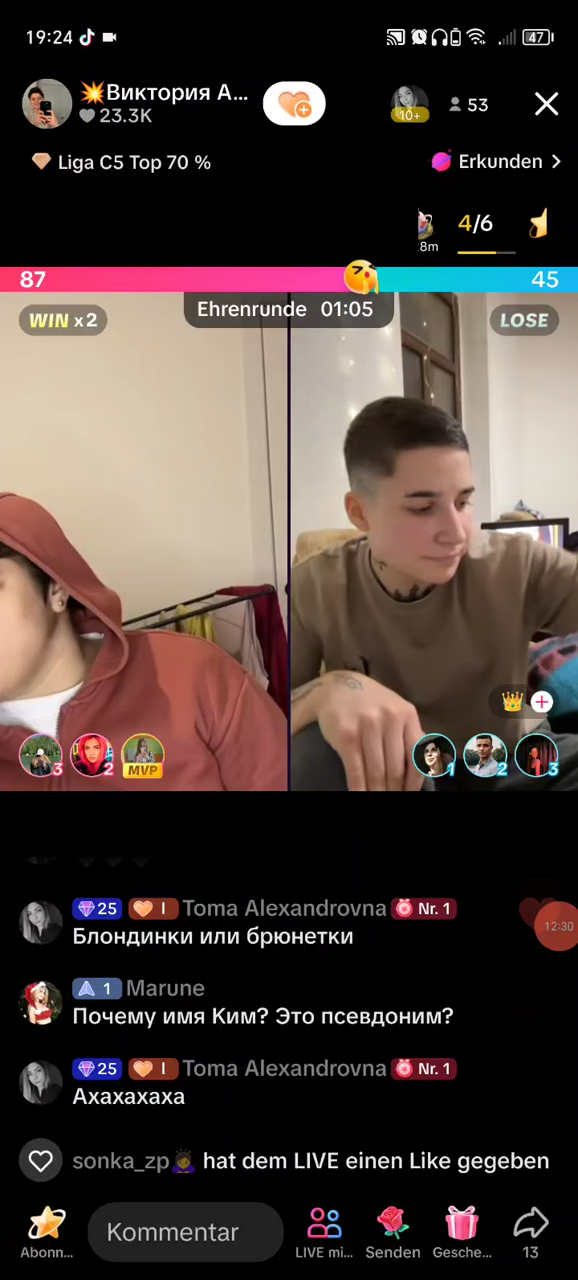 19:24
47
💥Виктория А...
23.3K
10+
53
Liga C5 Top 70 %
Erkunden
.8m
4/6
87
45
WIN x2
Ehrenrunde 01:05
LOSE
3
2
MVP
1
2
3
25 I Toma Alexandrovna Nr. 1
Блондинки или брюнетки
12:30
1 Marune
Почему имя Ким? Это псевдоним?
25 I Toma Alexandrovna Nr. 1
Ахахахаха
sonka_zp🙇🏾 hat dem LIVE einen Like gegeben
Kommentar
Abonn...
LIVE mi...
Senden
Gesche...
13